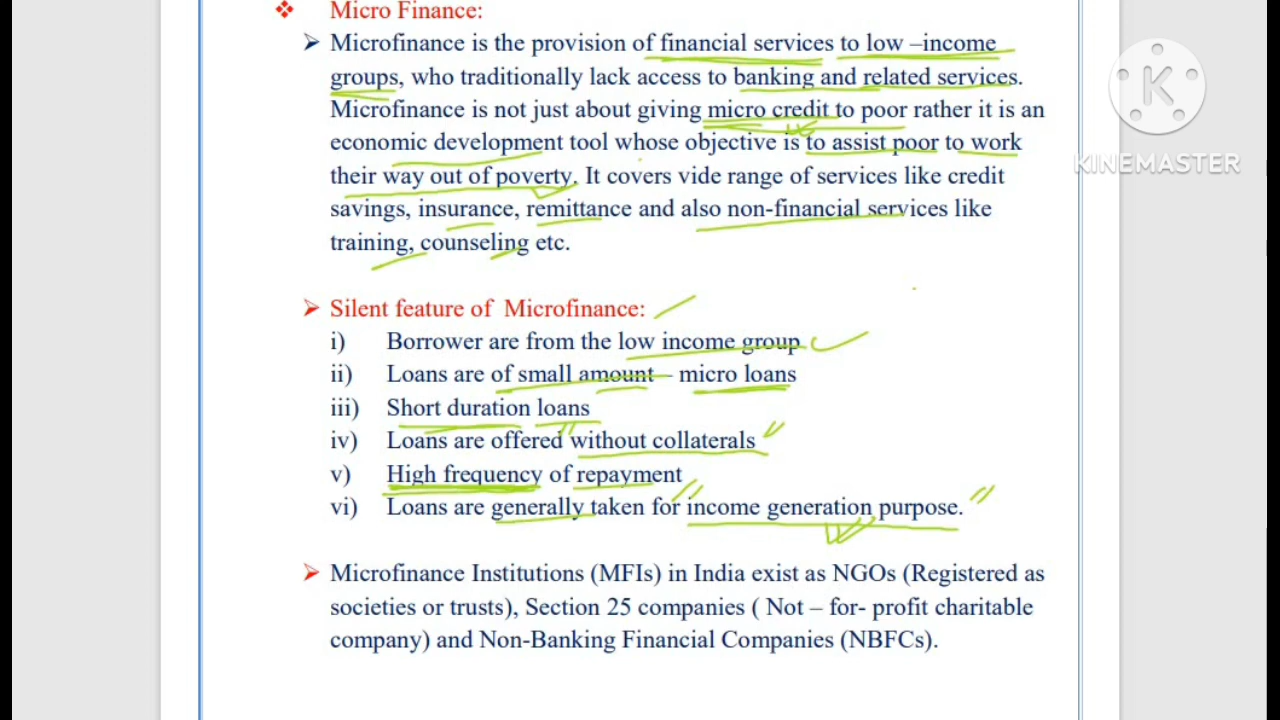 Micro Finance:
Microfinance is the provision of financial services to low –income
groups, who traditionally lack access to banking and related services.
Microfinance is not just about giving micro credit to poor rather it is an
economic development tool whose objective is to assist poor to work
their way out of poverty. It covers vide range of services like credit
savings, insurance, remittance and also non-financial services like
training, counseling etc.
Silent feature of Microfinance:
i) Borrower are from the low income group
ii) Loans are of small amount – micro loans
iii) Short duration loans
iv) Loans are offered without collaterals
v) High frequency of repayment
vi) Loans are generally taken for income generation purpose.
Microfinance Institutions (MFIs) in India exist as NGOs (Registered as
societies or trusts), Section 25 companies ( Not – for- profit charitable
company) and Non-Banking Financial Companies (NBFCs).
K
KINEMASTER